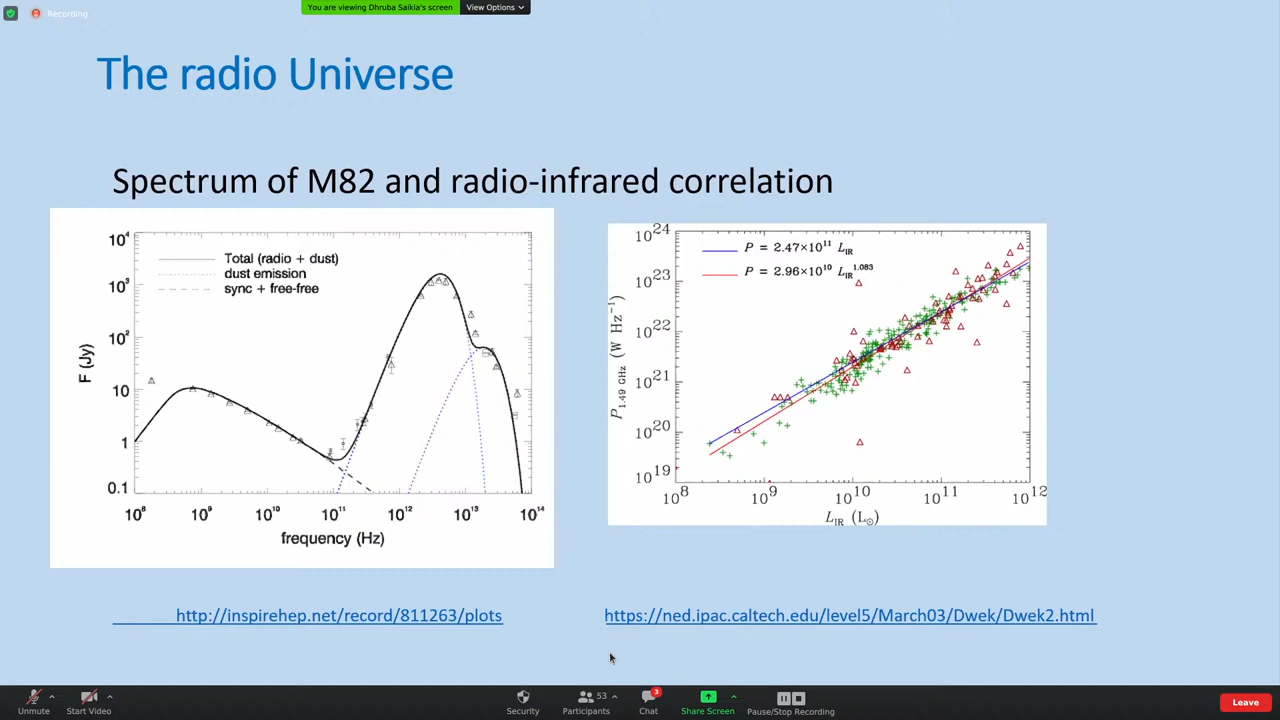 Recording
You are viewing Dhruba Saikia's screen
View Options
The radio Universe
Spectrum of M82 and radio-infrared correlation
10⁴
10³
10²
10
1
0.1
F (Jy)
Total (radio + dust)
dust emission
sync + free-free
10⁸ 10⁹ 10¹⁰ 10¹¹ 10¹² 10¹³ 10¹⁴
frequency (Hz)
10²⁴
10²³
10²²
10²¹
10²⁰
10¹⁹
P₁.₄₉ GHz (W Hz⁻¹)
P = 2.47×10¹¹ L_IR
P = 2.96×10¹⁰ L_IR^1.083
10⁸ 10⁹ 10¹⁰ 10¹¹ 10¹²
L_IR (L☉)
http://inspirehep.net/record/811263/plots
https://ned.ipac.caltech.edu/level5/March03/Dwek/Dwek2.html
Unmute
Start Video
Security
53
Participants
3
Chat
Share Screen
Pause/Stop Recording
Leave